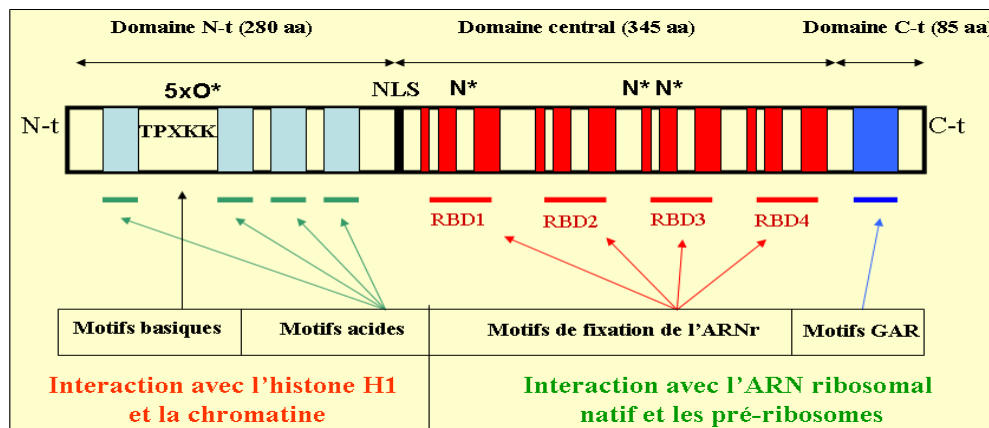 Domaine N-t (280 aa) Domaine central (345 aa) Domaine C-t (85 aa)
5xO* NLS N* N* N*
N-t TPXKK C-t
RBD1 RBD2 RBD3 RBD4
Motifs basiques Motifs acides Motifs de fixation de l'ARNr Motifs GAR
Interaction avec l'histone H1
et la chromatine
Interaction avec l'ARN ribosomal
natif et les pré-ribosomes